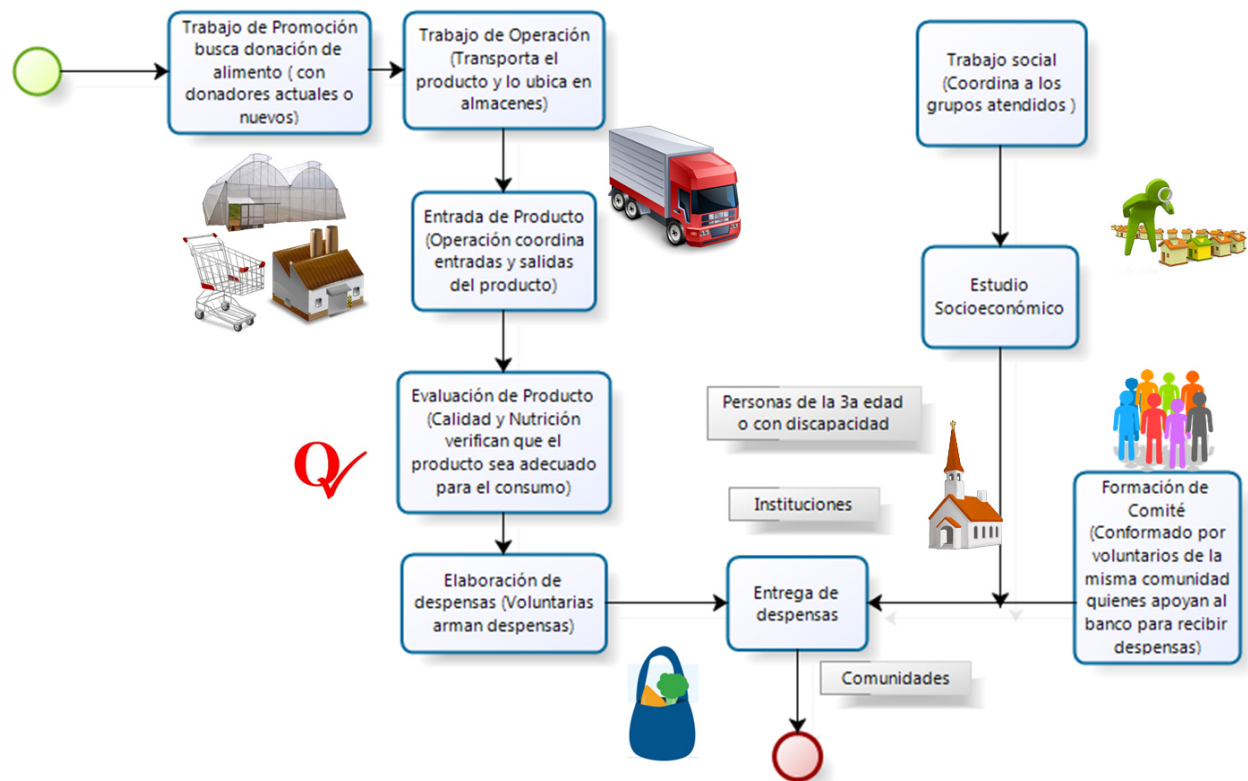 Trabajo de Promoción
busca donación de
alimento ( con
donadores actuales o
nuevos)
Trabajo de Operación
(Transporta el
producto y lo ubica en
almacenes)
Trabajo social
(Coordina a los
grupos atendidos )
Entrada de Producto
(Operación coordina
entradas y salidas
del producto)
Estudio
Socioeconómico
Evaluación de Producto
(Calidad y Nutrición
verifican que el
producto sea adecuado
para el consumo)
Q
Personas de la 3a edad
o con discapacidad
Instituciones
Formación de
Comité
(Conformado por
voluntarios de la
misma comunidad
quienes apoyan al
banco para recibir
despensas)
Elaboración de
despensas (Voluntarias
arman despensas)
Entrega de
despensas
Comunidades